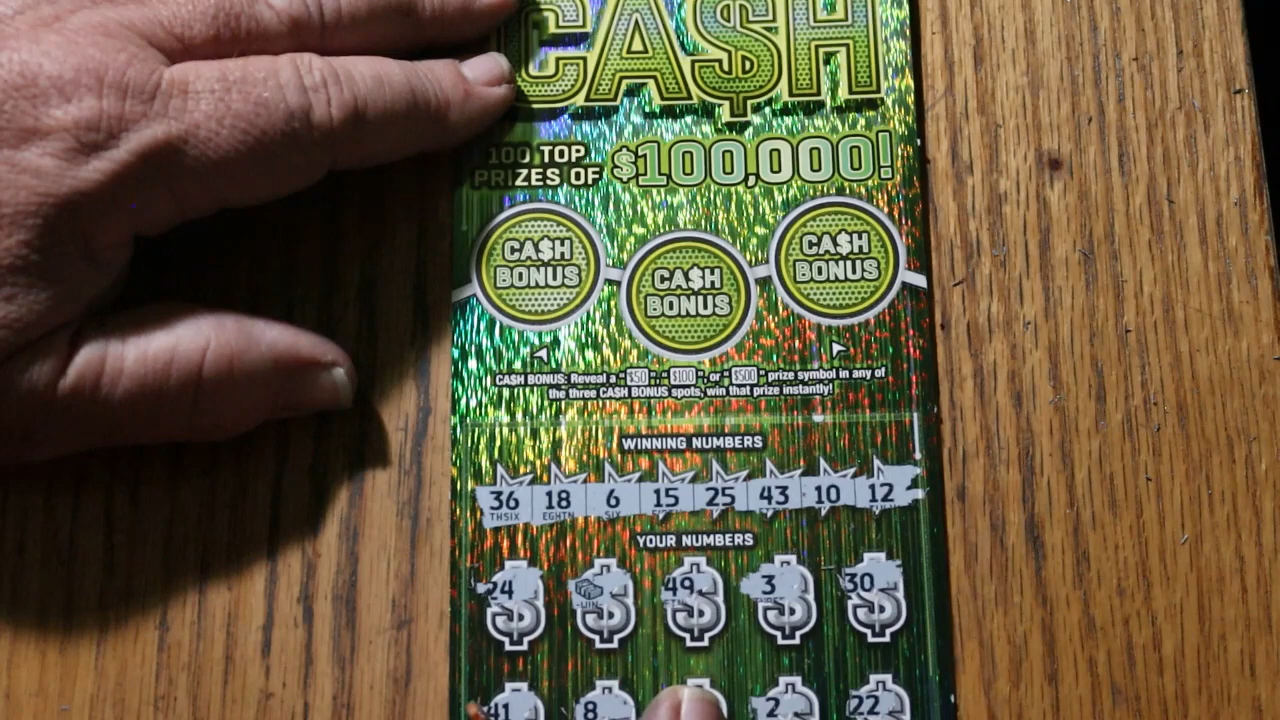 CA$H
100 TOP
PRIZES OF $100,000!
CA$H
BONUS
CA$H
BONUS
CA$H
BONUS
CA$H BONUS: Reveal a "$50", "$100", or "$500" prize symbol in any of
the three CA$H BONUS spots, win that prize instantly!
WINNING NUMBERS
36 18 6 15 25 43 10 12
THSIX EGHTN SIX
YOUR NUMBERS
24 49 3 30
-WIN-
41 8 2 22